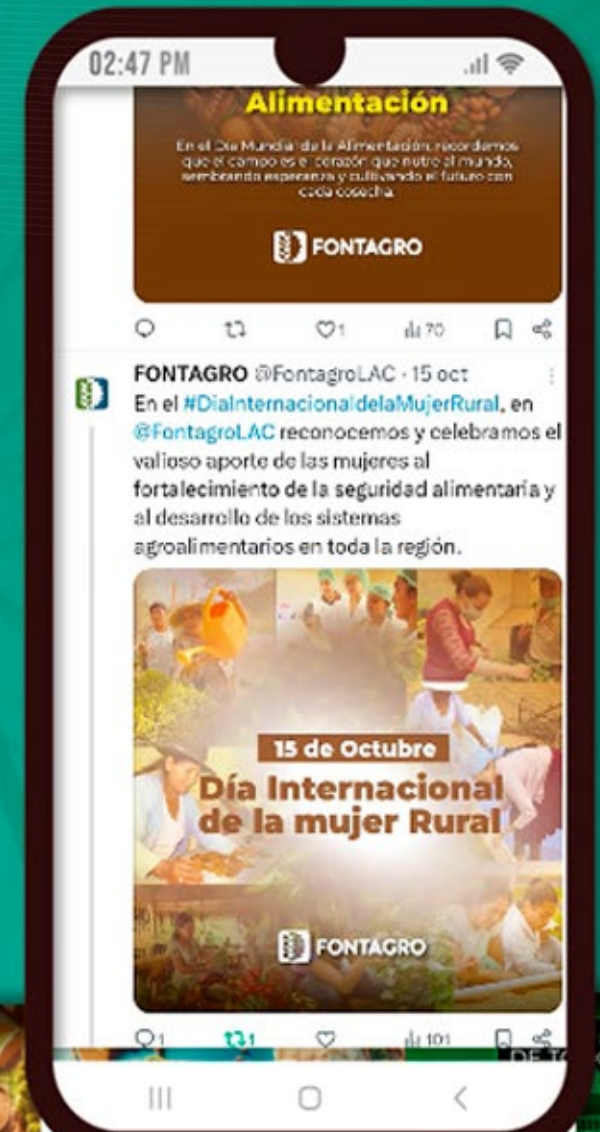 02:47 PM
Alimentación
En el Día Mundial de la Alimentación, recordemos
que el campo es el corazón que nutre al mundo,
sembrando esperanza y cultivando el futuro con
cada cosecha.
FONTAGRO
1
70
FONTAGRO @FontagroLAC · 15 oct
En el #DiaInternacionaldelaMujerRural, en
@FontagroLAC reconocemos y celebramos el
valioso aporte de las mujeres al
fortalecimiento de la seguridad alimentaria y
al desarrollo de los sistemas
agroalimentarios en toda la región.
15 de Octubre
Día Internacional
de la mujer Rural
FONTAGRO
1
1
101